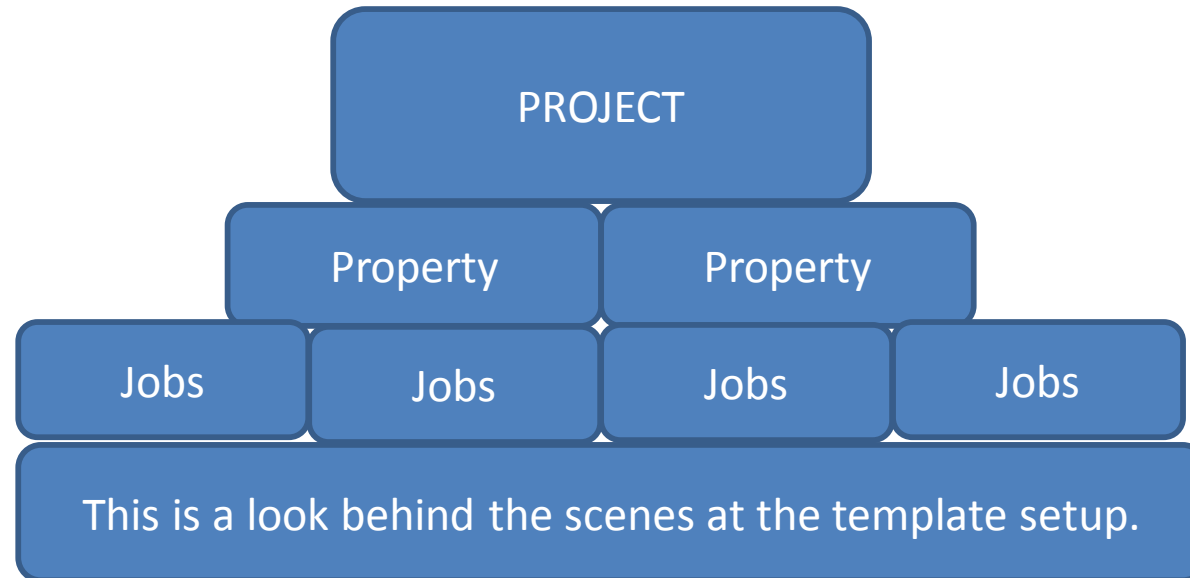 PROJECT
Property Property
Jobs Jobs Jobs Jobs
This is a look behind the scenes at the template setup.